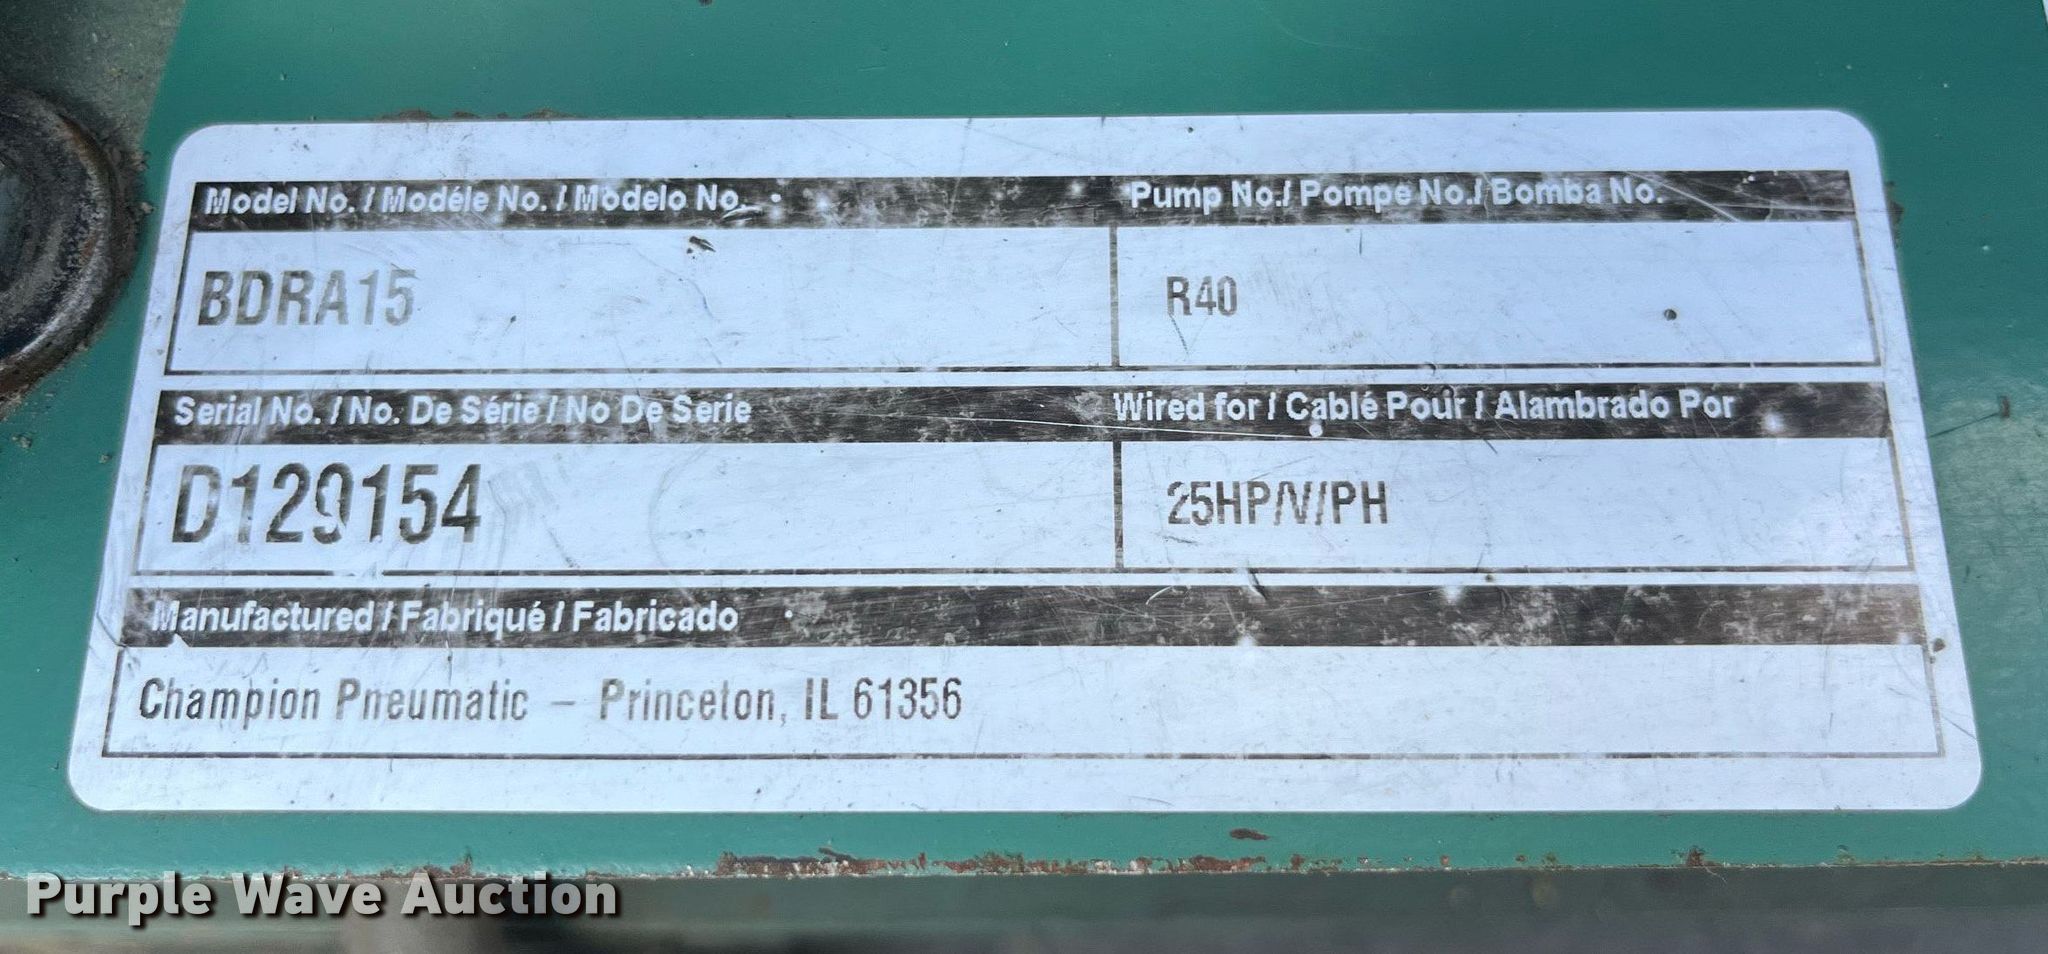 Model No. / Modéle No. / Modelo No.
Pump No./ Pompe No./ Bomba No.
BDRA15
R40
Serial No. / No. De Série / No De Serie
Wired for / Cablé Pour / Alambrado Por
D129154
25HP/V/PH
Manufactured / Fabriqué / Fabricado
Champion Pneumatic – Princeton, IL 61356
Purple Wave Auction